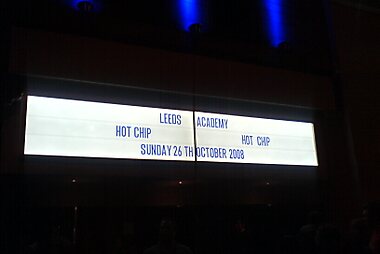 LEEDS ACADEMY
HOT CHIP HOT CHIP
SUNDAY 26 TH OCTOBER 2008